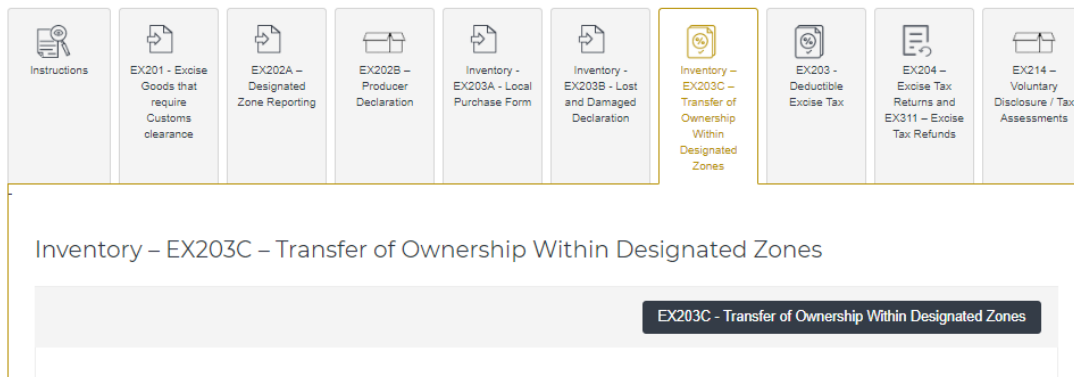 Instructions
EX201 - Excise
Goods that
require
Customs
clearance
EX202A –
Designated
Zone Reporting
EX202B –
Producer
Declaration
Inventory -
EX203A - Local
Purchase Form
Inventory -
EX203B - Lost
and Damaged
Declaration
Inventory –
EX203C –
Transfer of
Ownership
Within
Designated
Zones
EX203 -
Deductible
Excise Tax
EX204 –
Excise Tax
Returns and
EX311 – Excise
Tax Refunds
EX214 –
Voluntary
Disclosure / Tax
Assessments
Inventory – EX203C – Transfer of Ownership Within Designated Zones
EX203C - Transfer of Ownership Within Designated Zones